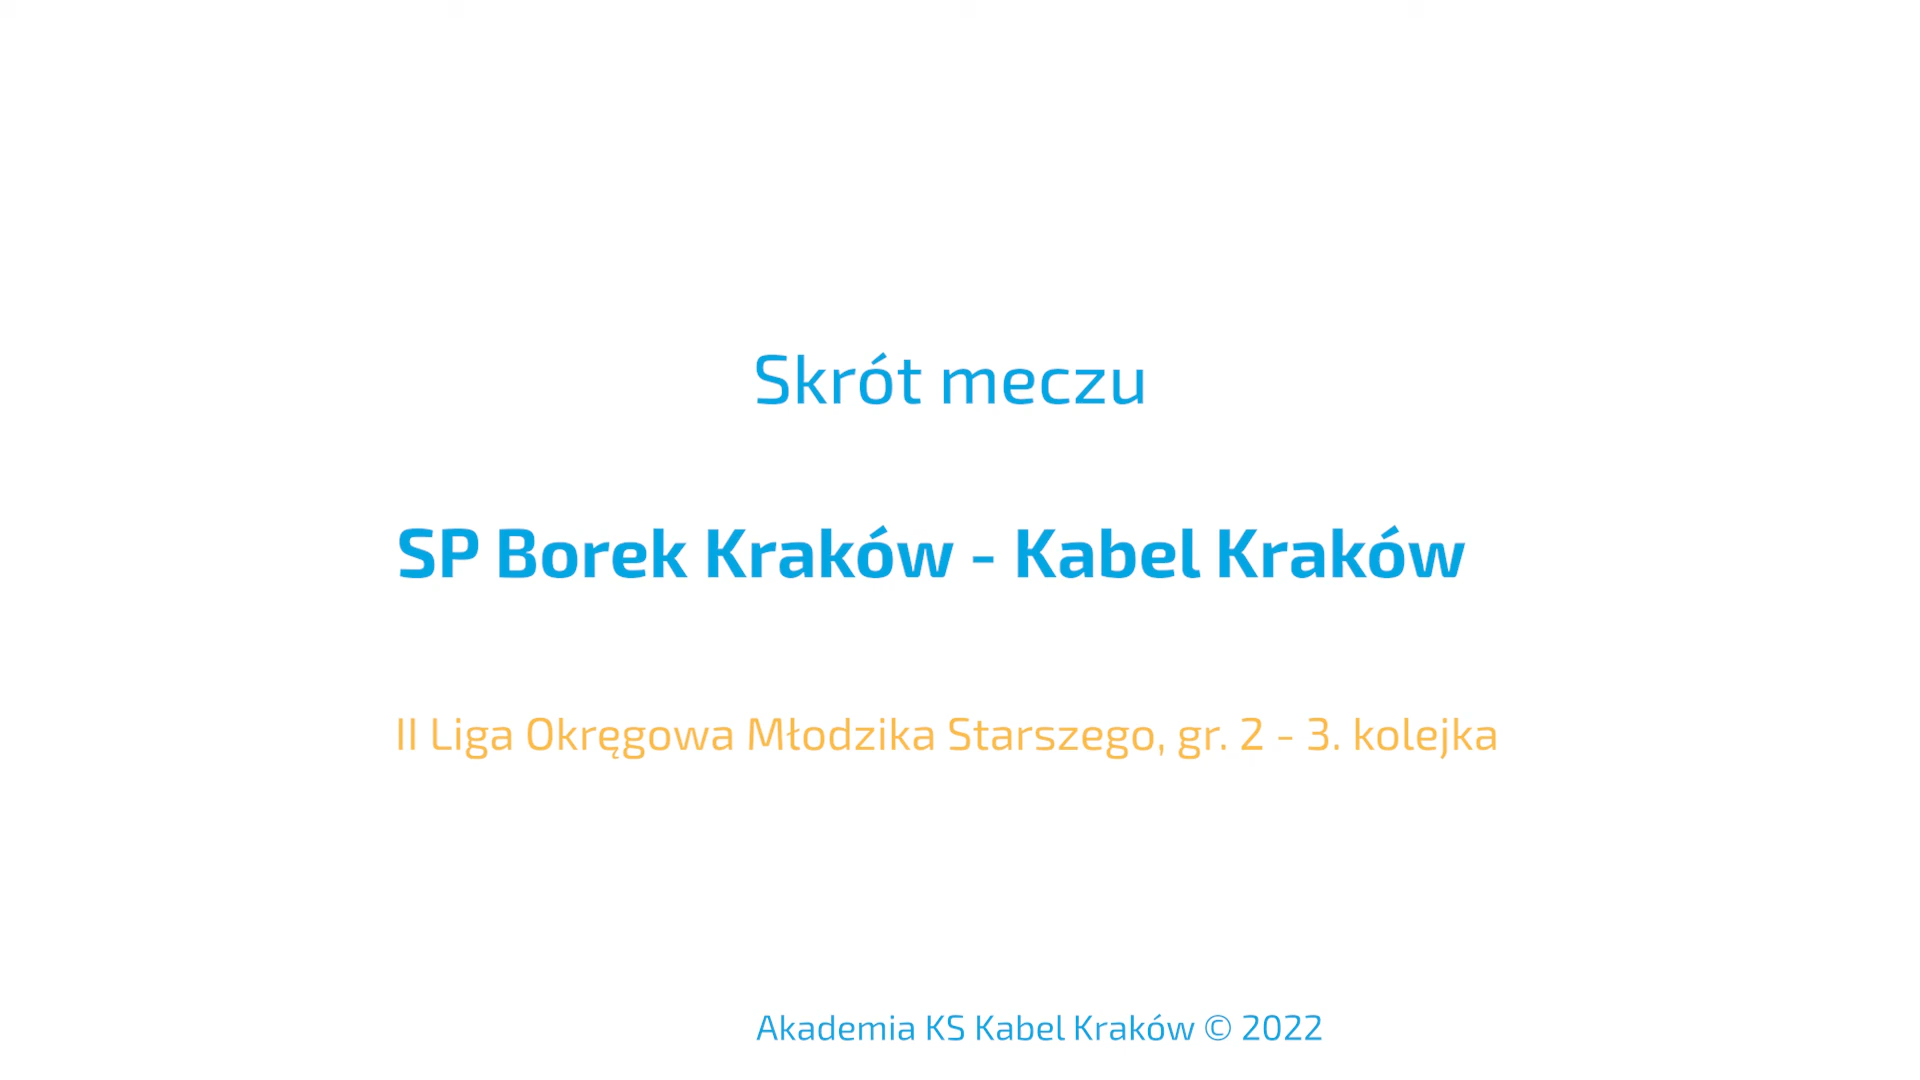 Skrót meczu
SP Borek Kraków - Kabel Kraków
II Liga Okręgowa Młodzika Starszego, gr. 2 - 3. kolejka
Akademia KS Kabel Kraków © 2022